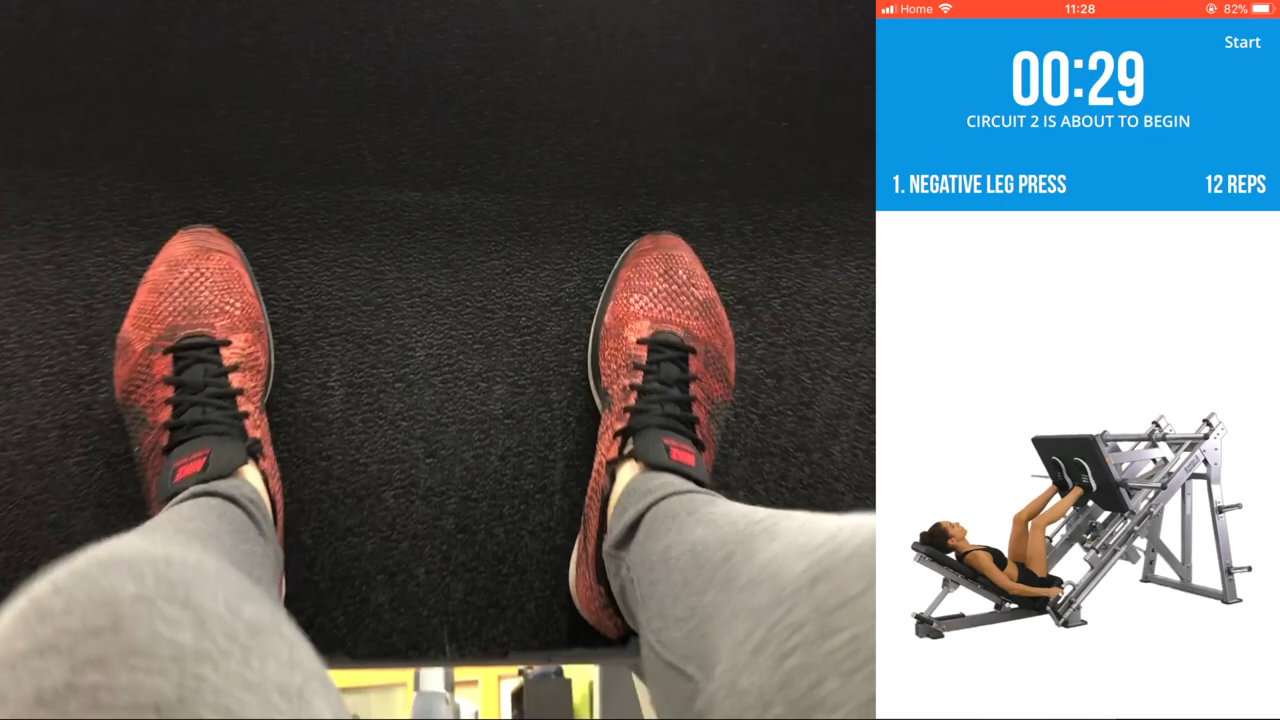 Home 11:28 82%
Start
00:29
CIRCUIT 2 IS ABOUT TO BEGIN
1. NEGATIVE LEG PRESS 12 REPS